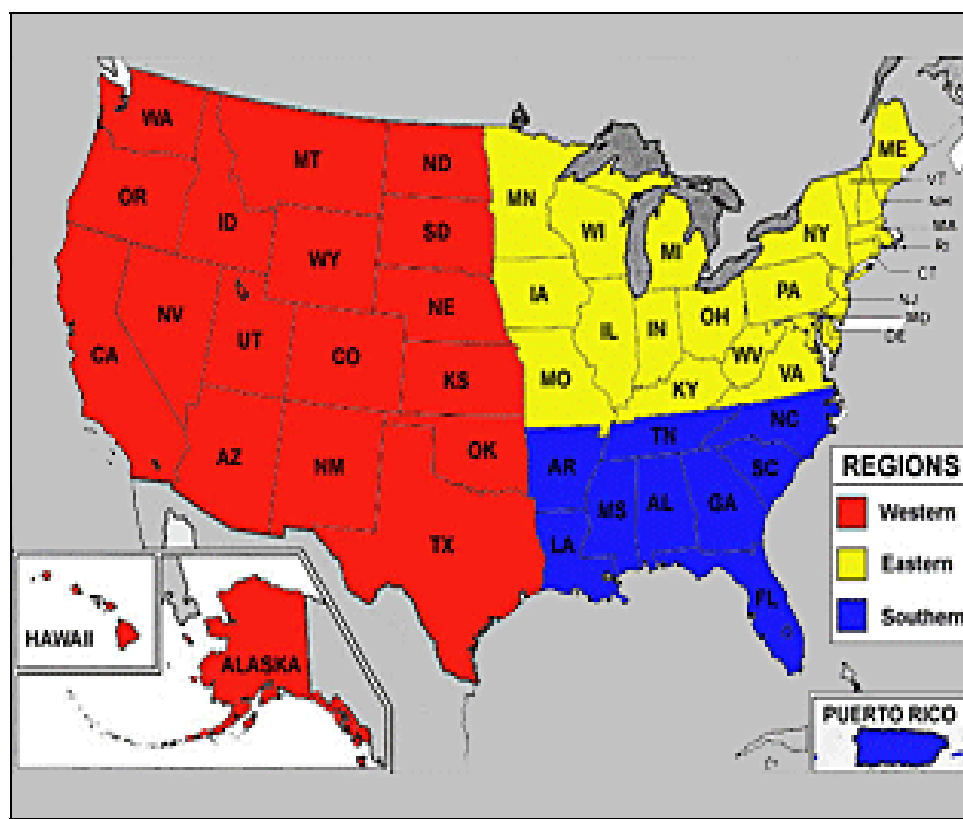 WA
MT
ND
ME
OR
ID
SD
MN
WI
MI
NY
VT
NH
MA
RI
CT
WY
NE
IA
PA
NJ
MD
DE
NV
UT
CO
IL
IN
OH
WV
VA
CA
KS
MO
KY
AZ
NM
OK
AR
TN
NC
SC
MS
AL
GA
TX
LA
FL
REGIONS
Western
Eastern
Southern
HAWAII
ALASKA
PUERTO RICO